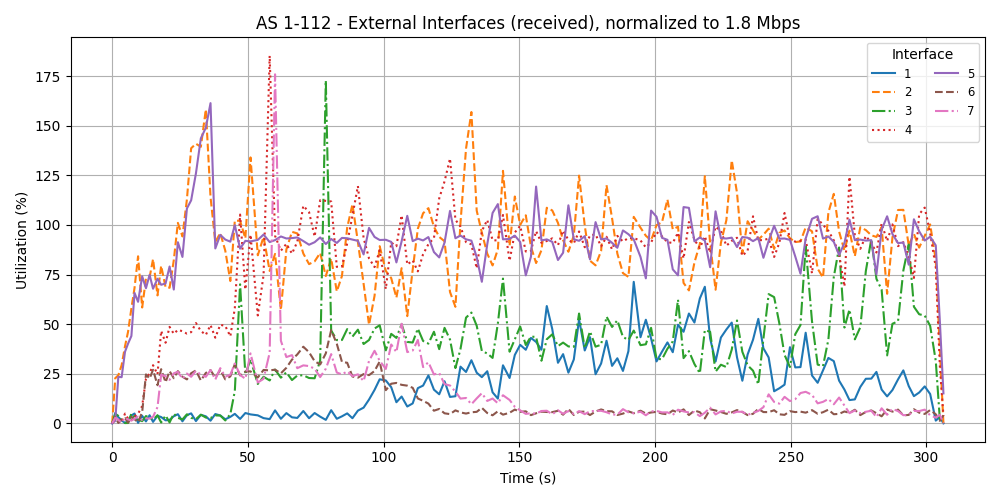 AS 1-112 - External Interfaces (received), normalized to 1.8 Mbps
Interface
1 5
2 6
3 7
4
Utilization (%)
175
150
125
100
75
50
25
0
0 50 100 150 200 250 300
Time (s)